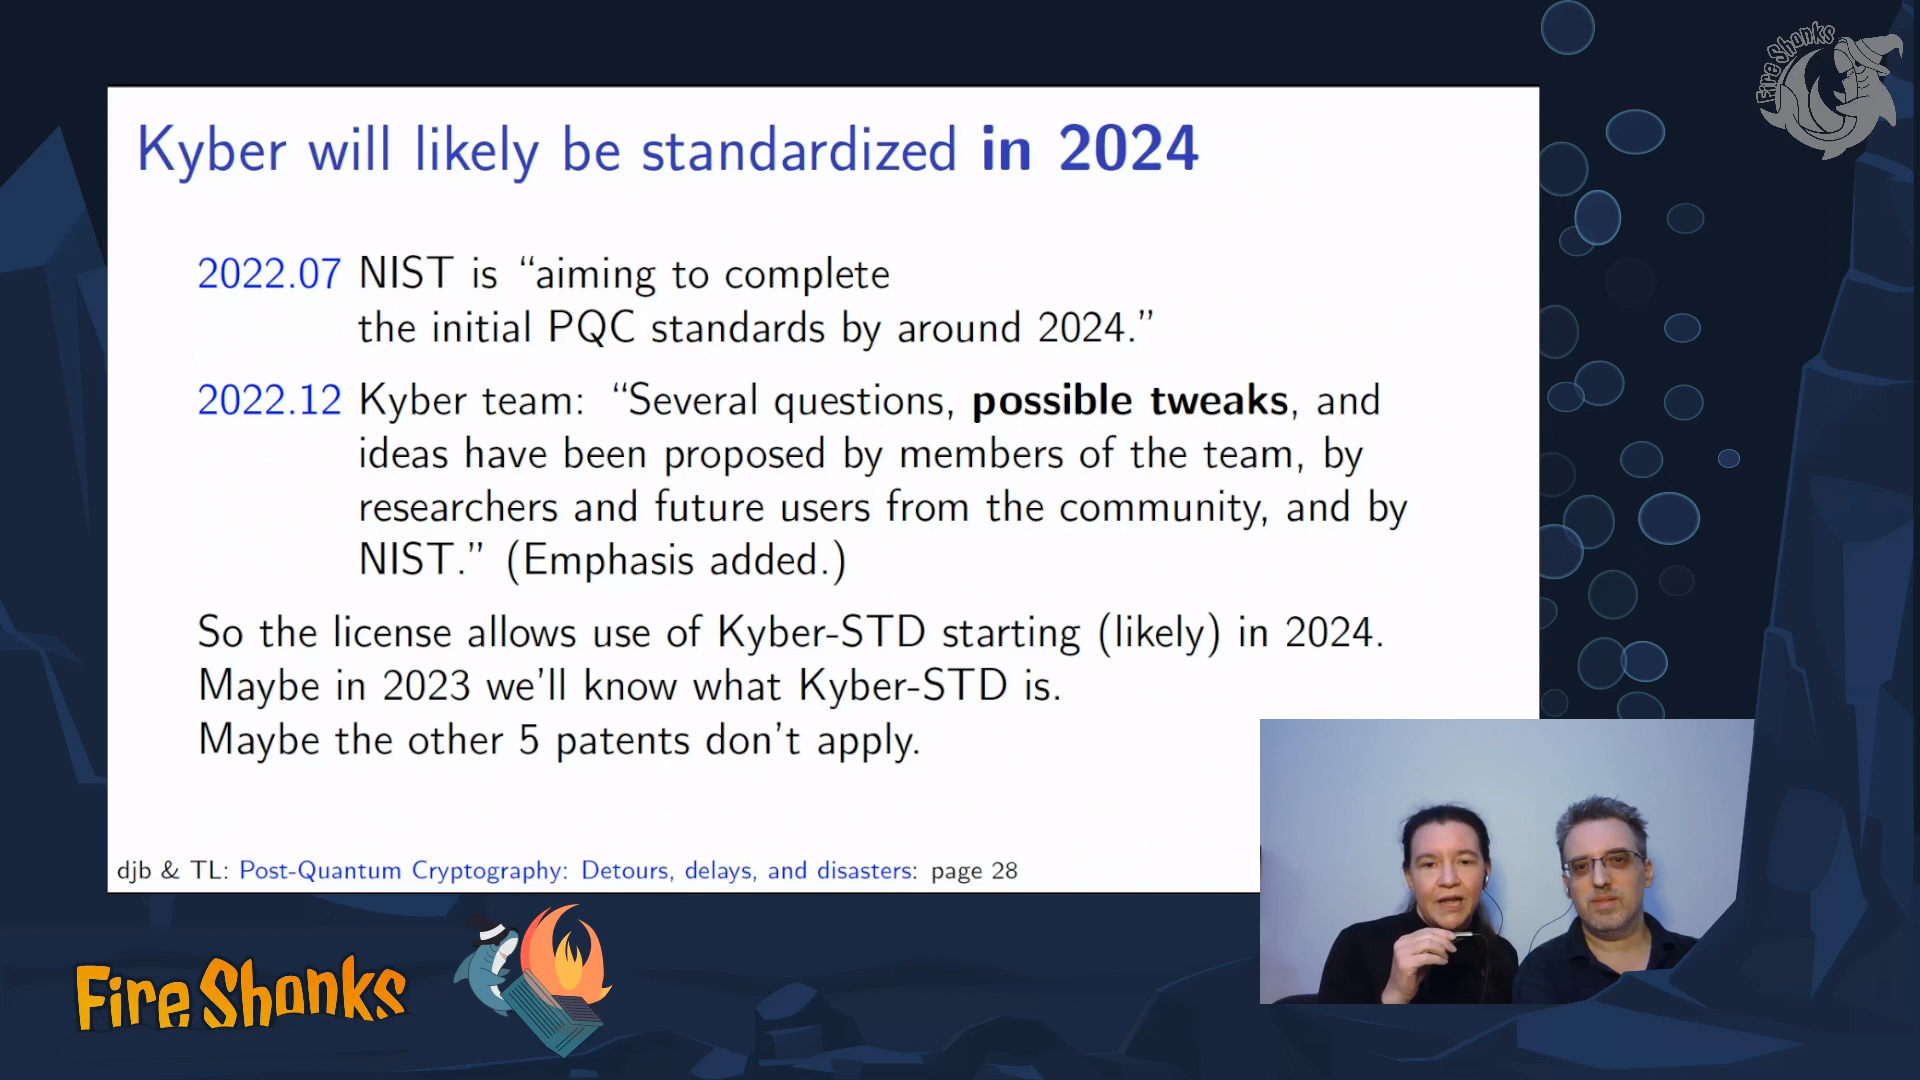 Fire Shonks
Kyber will likely be standardized in 2024
2022.07 NIST is “aiming to complete
the initial PQC standards by around 2024.”
2022.12 Kyber team: “Several questions, possible tweaks, and
ideas have been proposed by members of the team, by
researchers and future users from the community, and by
NIST.” (Emphasis added.)
So the license allows use of Kyber-STD starting (likely) in 2024.
Maybe in 2023 we’ll know what Kyber-STD is.
Maybe the other 5 patents don’t apply.
djb & TL: Post-Quantum Cryptography: Detours, delays, and disasters: page 28
Fire Shonks